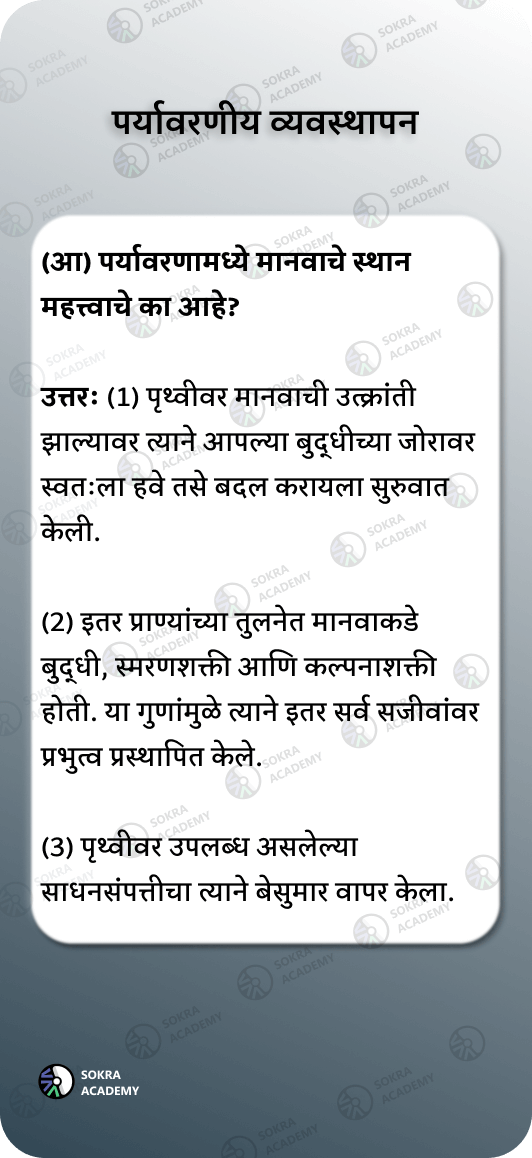 पर्यावरणीय व्यवस्थापन
(आ) पर्यावरणामध्ये मानवाचे स्थान
महत्त्वाचे का आहे?
उत्तरः (1) पृथ्वीवर मानवाची उत्क्रांती
झाल्यावर त्याने आपल्या बुद्धीच्या जोरावर
स्वतःला हवे तसे बदल करायला सुरुवात
केली.
(2) इतर प्राण्यांच्या तुलनेत मानवाकडे
बुद्धी, स्मरणशक्ती आणि कल्पनाशक्ती
होती. या गुणांमुळे त्याने इतर सर्व सजीवांवर
प्रभुत्व प्रस्थापित केले.
(3) पृथ्वीवर उपलब्ध असलेल्या
साधनसंपत्तीचा त्याने बेसुमार वापर केला.
SOKRA
ACADEMY